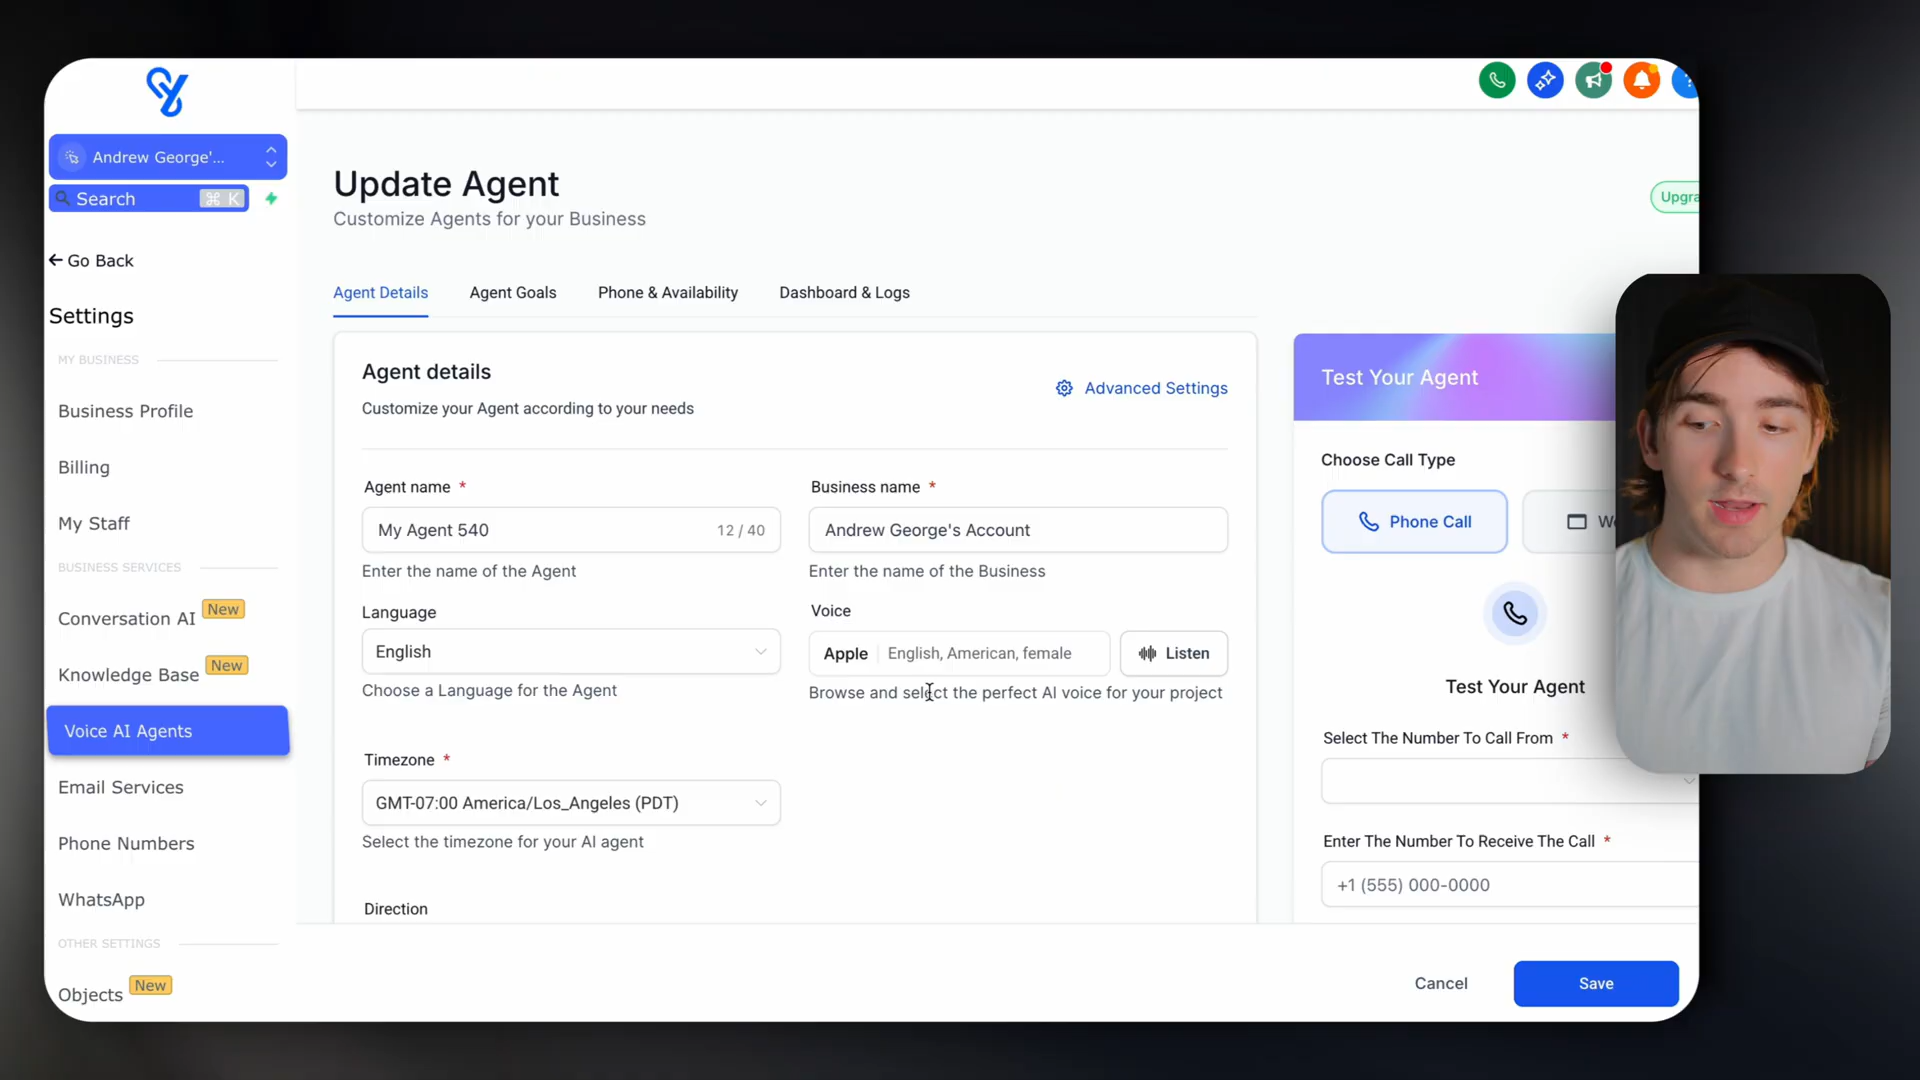 Andrew George'...
Search
⌘ K
← Go Back
Settings
MY BUSINESS
Business Profile
Billing
My Staff
BUSINESS SERVICES
Conversation AI New
Knowledge Base New
Voice AI Agents
Email Services
Phone Numbers
WhatsApp
OTHER SETTINGS
Objects New
Update Agent
Customize Agents for your Business
Upgra
Agent Details
Agent Goals
Phone & Availability
Dashboard & Logs
Agent details
Customize your Agent according to your needs
Advanced Settings
Agent name *
My Agent 540
12 / 40
Enter the name of the Agent
Business name *
Andrew George's Account
Enter the name of the Business
Language
English
Choose a Language for the Agent
Voice
Apple
English, American, female
Listen
Browse and select the perfect AI voice for your project
Timezone *
GMT-07:00 America/Los_Angeles (PDT)
Select the timezone for your AI agent
Direction
Test Your Agent
Choose Call Type
Phone Call
Test Your Agent
Select The Number To Call From *
Enter The Number To Receive The Call *
+1 (555) 000-0000
Cancel
Save